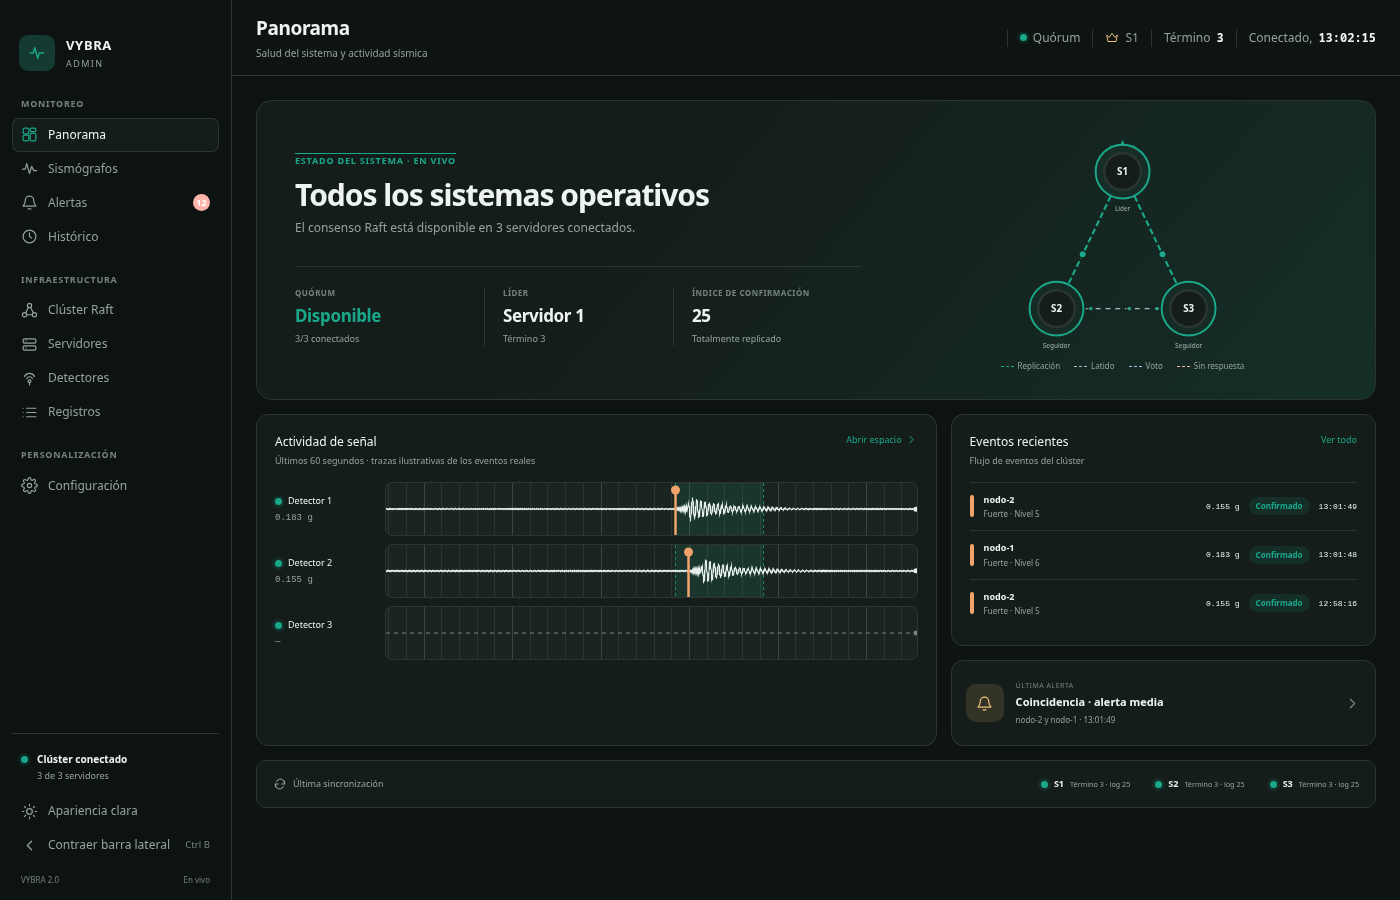 VYBRA
ADMIN
MONITOREO
Panorama
Sismógrafos
Alertas 12
Histórico
INFRAESTRUCTURA
Clúster Raft
Servidores
Detectores
Registros
PERSONALIZACIÓN
Configuración
Clúster conectado
3 de 3 servidores
Apariencia clara
Contraer barra lateral Ctrl B
VYBRA 2.0 En vivo
Panorama
Salud del sistema y actividad sísmica
Quórum S1 Término 3 Conectado, 13:02:15
ESTADO DEL SISTEMA · EN VIVO
Todos los sistemas operativos
El consenso Raft está disponible en 3 servidores conectados.
QUÓRUM
Disponible
3/3 conectados
LÍDER
Servidor 1
Término 3
ÍNDICE DE CONFIRMACIÓN
25
Totalmente replicado
S1
Líder
S2
Seguidor
S3
Seguidor
Replicación Latido Voto Sin respuesta
Actividad de señal
Abrir espacio
Últimos 60 segundos · trazas ilustrativas de los eventos reales
Detector 1
0.183 g
Detector 2
0.155 g
Detector 3
—
Eventos recientes
Ver todo
Flujo de eventos del clúster
nodo-2
Fuerte · Nivel 5
0.155 g Confirmado 13:01:49
nodo-1
Fuerte · Nivel 6
0.183 g Confirmado 13:01:48
nodo-2
Fuerte · Nivel 5
0.155 g Confirmado 12:58:16
ÚLTIMA ALERTA
Coincidencia · alerta media
nodo-2 y nodo-1 · 13:01:49
Última sincronización
S1 Término 3 · log 25
S2 Término 3 · log 25
S3 Término 3 · log 25